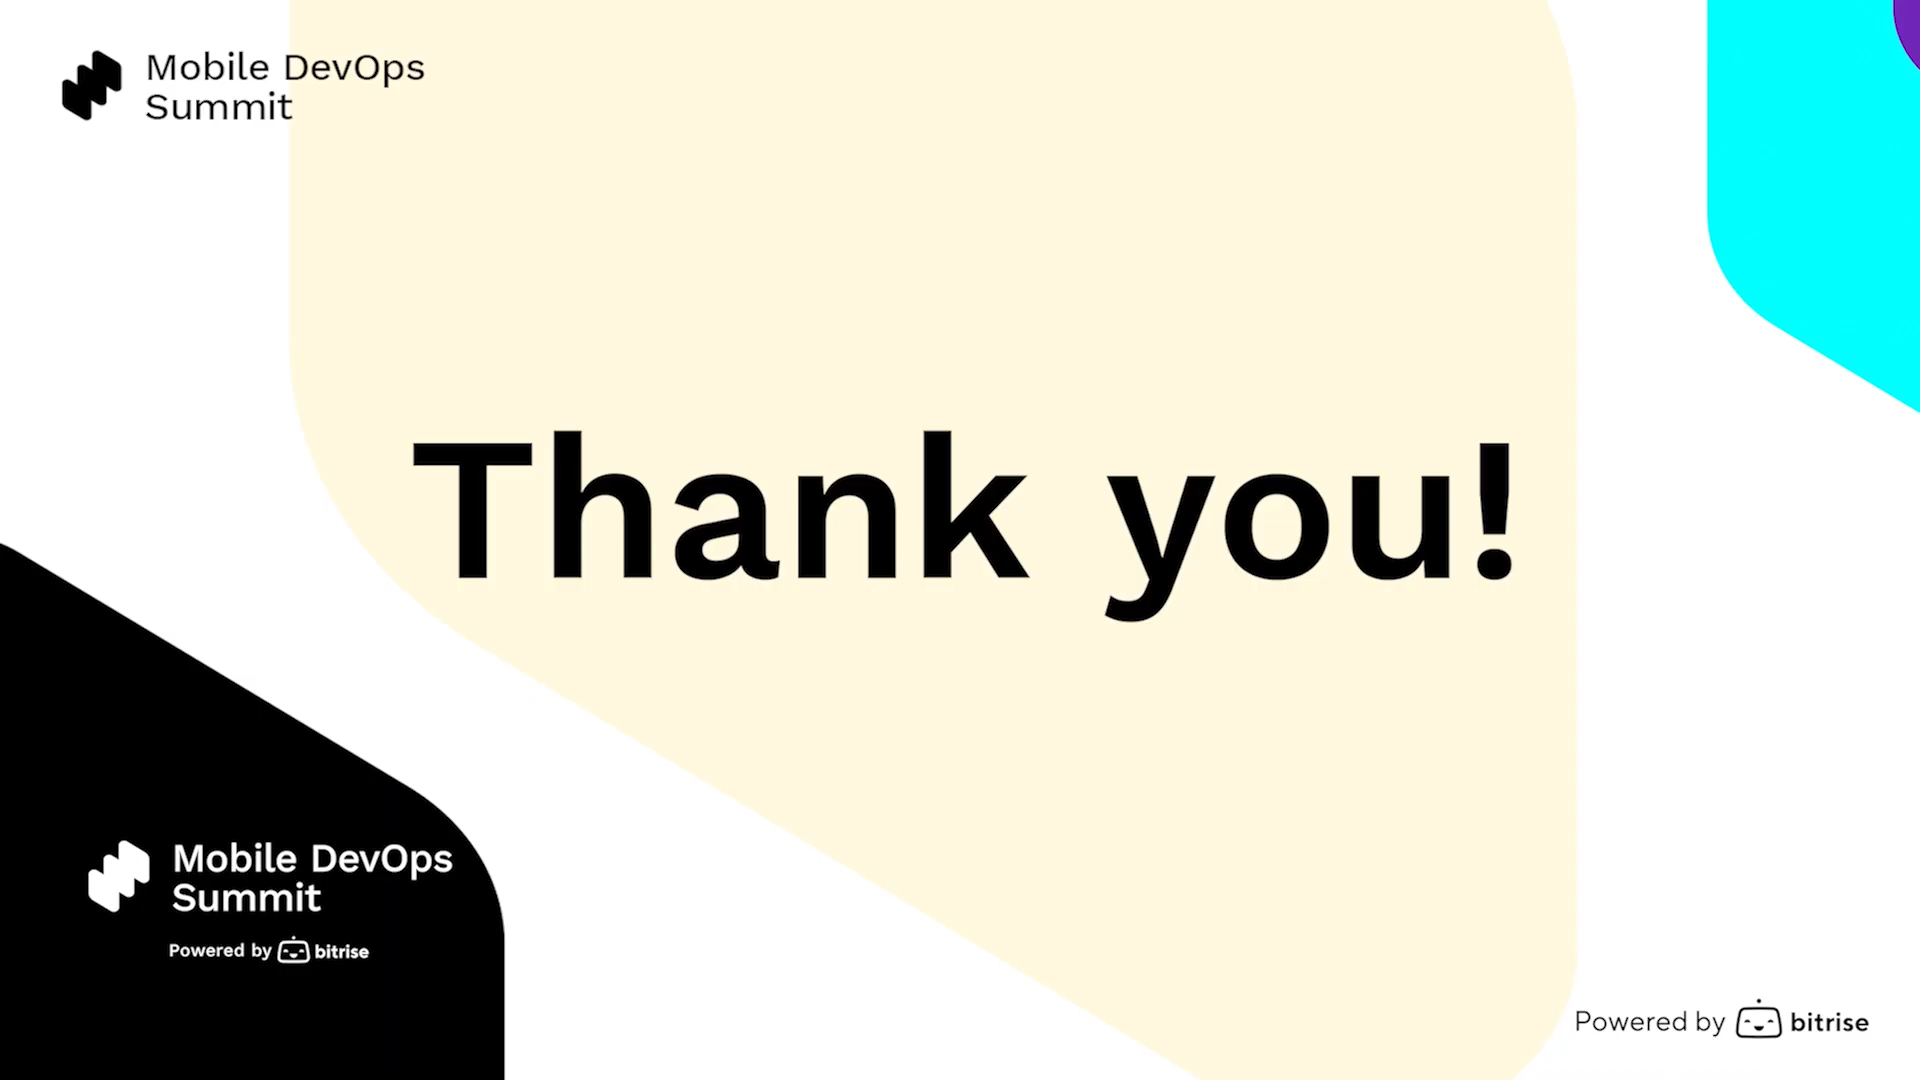 Mobile DevOps
Summit
Thank you!
Mobile DevOps
Summit
Powered by bitrise
Powered by bitrise